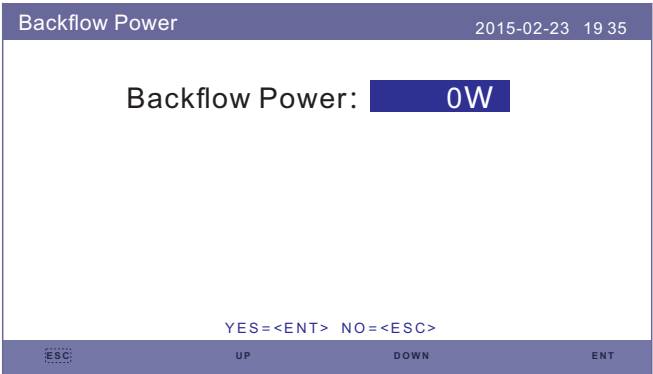 Backflow Power 2015-02-23 19 35
Backflow Power: 0W
YES=<ENT> NO=<ESC>
ESC UP DOWN ENT